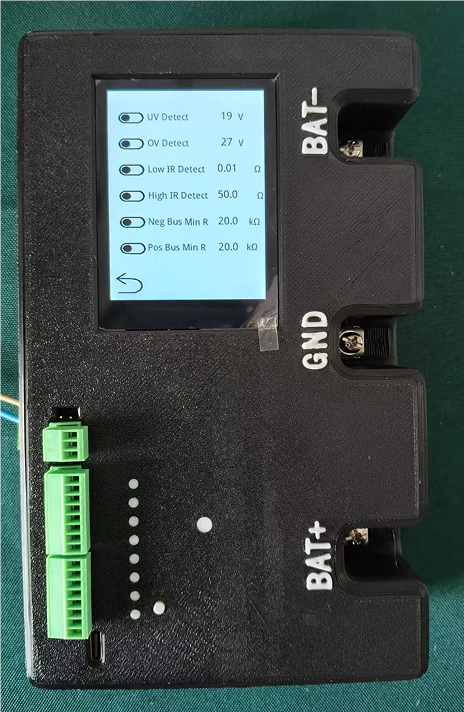 UV Detect 19 V
OV Detect 27 V
Low IR Detect 0.01 Ω
High IR Detect 50.0 Ω
Neg Bus Min R 20.0 kΩ
Pos Bus Min R 20.0 kΩ
BAT-
GND
BAT+